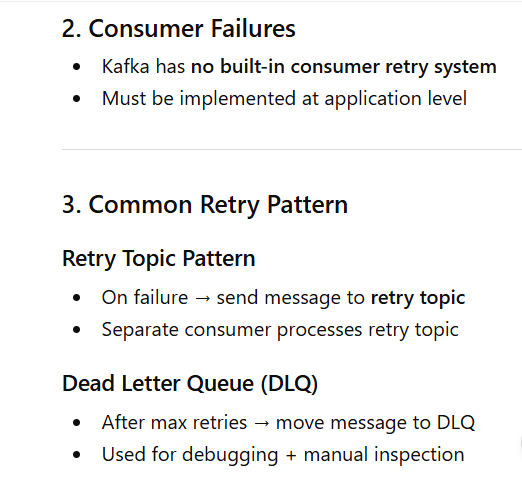 2. Consumer Failures
• Kafka has no built-in consumer retry system
• Must be implemented at application level
3. Common Retry Pattern
Retry Topic Pattern
• On failure → send message to retry topic
• Separate consumer processes retry topic
Dead Letter Queue (DLQ)
• After max retries → move message to DLQ
• Used for debugging + manual inspection